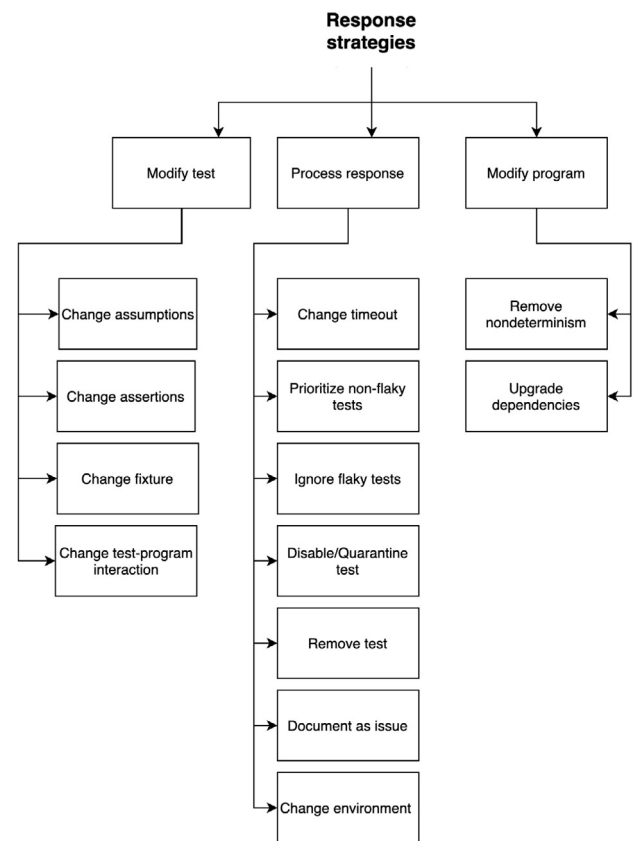 Response
strategies
Modify test
Process response
Modify program
Change assumptions
Change assertions
Change fixture
Change test-program
interaction
Change timeout
Prioritize non-flaky
tests
Ignore flaky tests
Disable/Quarantine
test
Remove test
Document as issue
Change environment
Remove
nondeterminism
Upgrade
dependencies